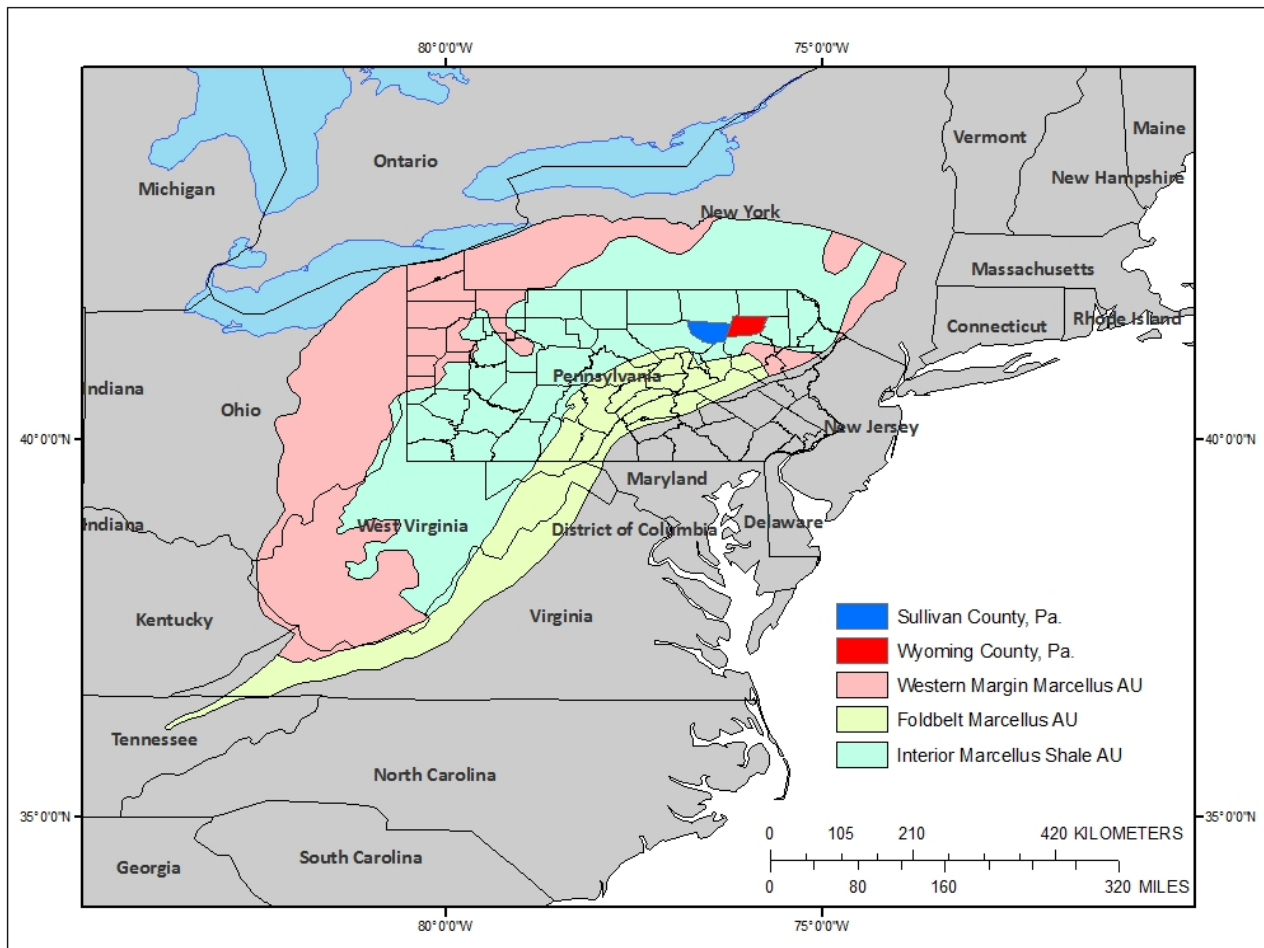 80°0'0"W 75°0'0"W
Maine
Vermont
Ontario
Michigan
New Hampshire
New York
Massachusetts
Rhode Island
Connecticut
Pennsylvania
Indiana
Ohio
New Jersey
40°0'0"N 40°0'0"N
Maryland
Indiana
West Virginia
District of Columbia
Delaware
Kentucky
Virginia
Sullivan County, Pa.
Wyoming County, Pa.
Western Margin Marcellus AU
Foldbelt Marcellus AU
Interior Marcellus Shale AU
Tennessee
North Carolina
35°0'0"N 35°0'0"N
0 105 210 420 KILOMETERS
South Carolina
Georgia
0 80 160 320 MILES
80°0'0"W 75°0'0"W